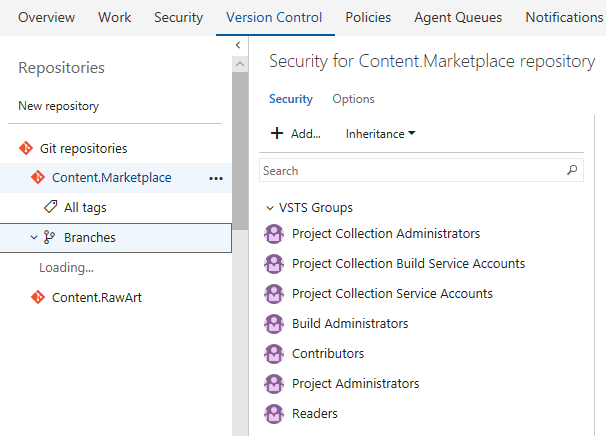 Overview Work Security Version Control Policies Agent Queues Notifications
Repositories
New repository
Git repositories
Content.Marketplace ...
All tags
Branches
Loading...
Content.RawArt
Security for Content.Marketplace repository
Security Options
+ Add... Inheritance
Search
VSTS Groups
Project Collection Administrators
Project Collection Build Service Accounts
Project Collection Service Accounts
Build Administrators
Contributors
Project Administrators
Readers